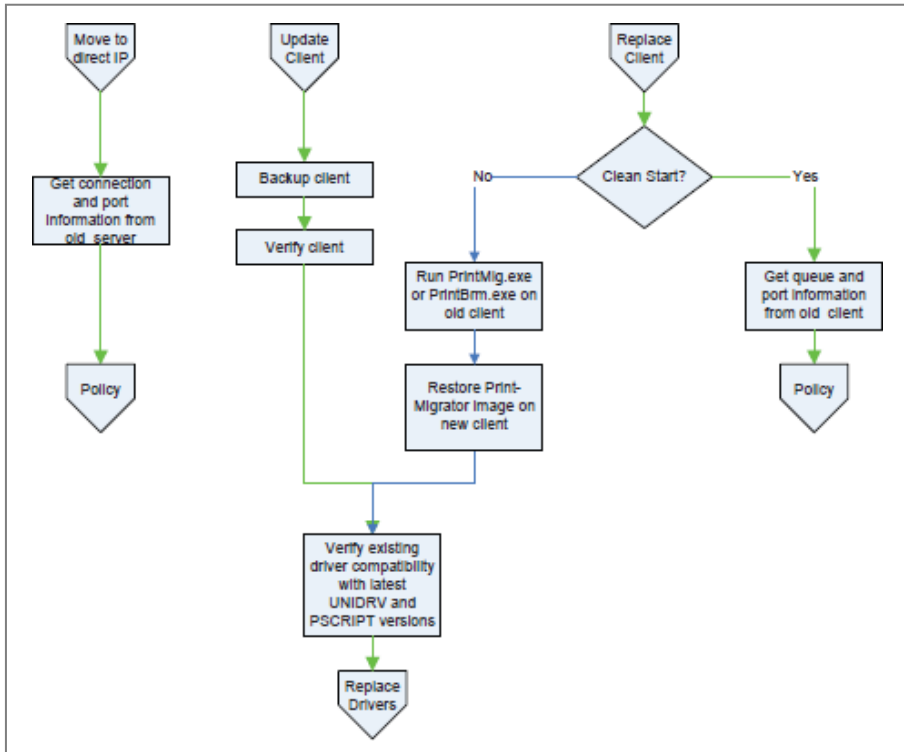 Move to
direct IP
Update
Client
Replace
Client
Get connection
and port
information from
old server
Backup client
Verify client
No
Clean Start?
Yes
Run PrintMig.exe
or PrintBrm.exe on
old client
Get queue and
port information
from old client
Policy
Restore Print-
Migrator image on
new client
Policy
Verify existing
driver compatibility
with latest
UNIDRV and
PSCRIPT versions
Replace
Drivers